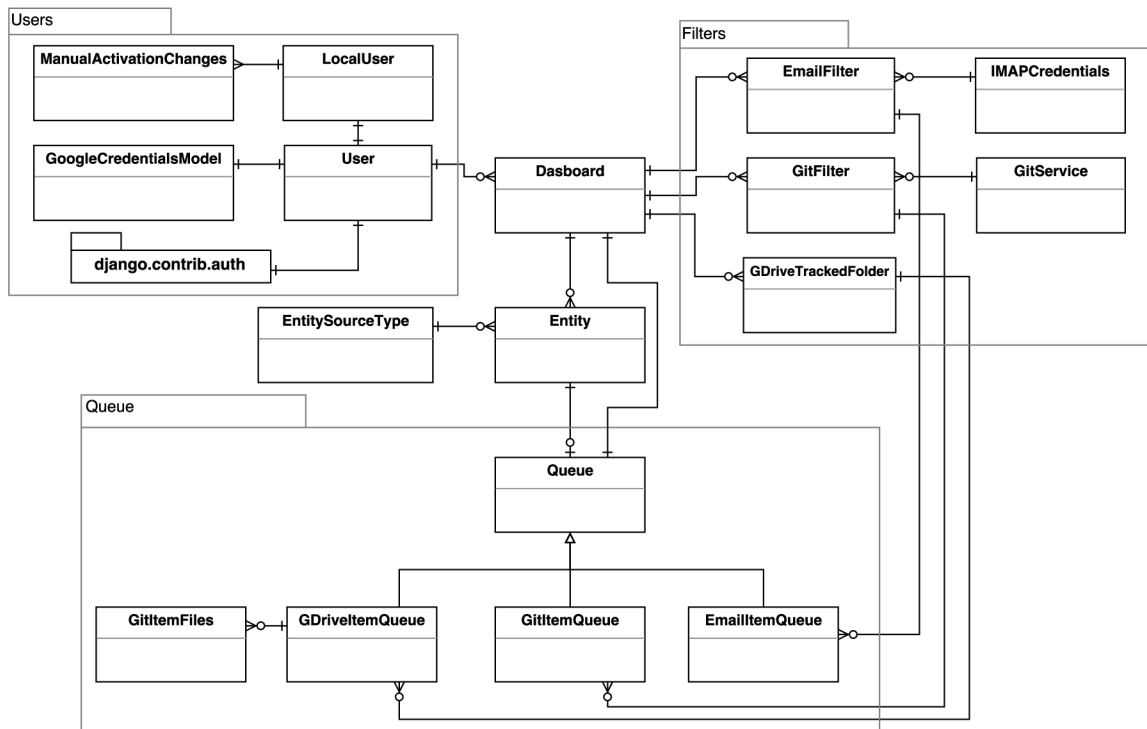 Users
Filters
ManualActivationChanges
LocalUser
EmailFilter
IMAPCredentials
GoogleCredentialsModel
User
Dasboard
GitFilter
GitService
django.contrib.auth
GDriveTrackedFolder
EntitySourceType
Entity
Queue
Queue
GitItemFiles
GDriveItemQueue
GitItemQueue
EmailItemQueue